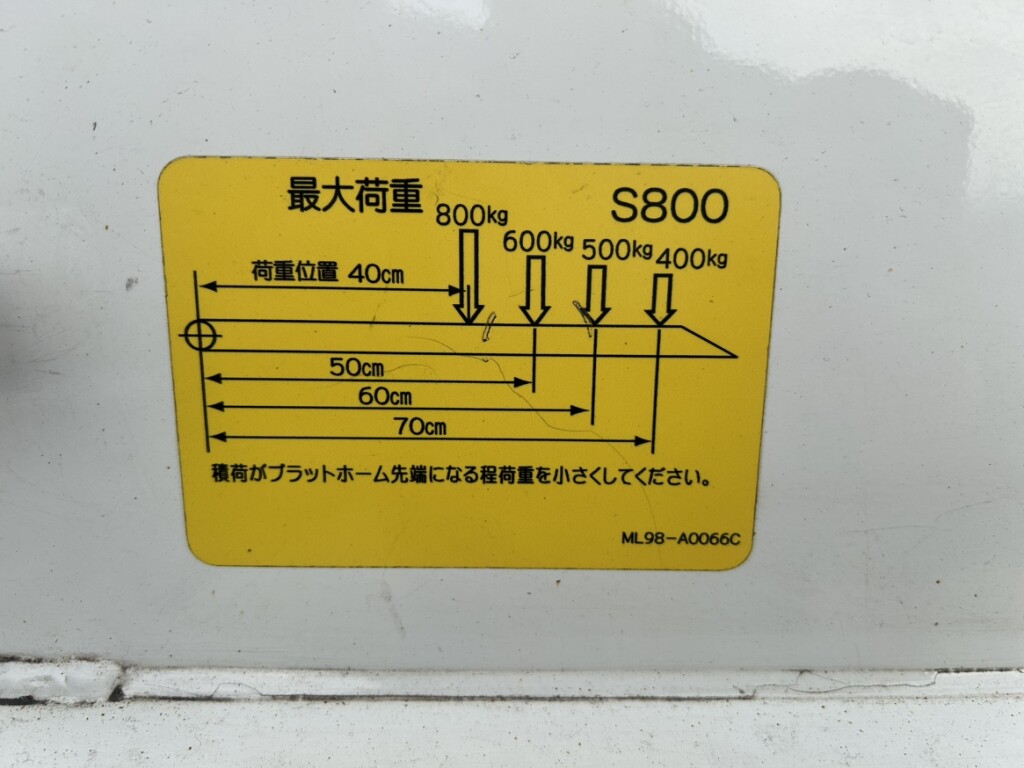 最大荷重
S800
800kg
600kg
500kg
400kg
荷重位置 40cm
50cm
60cm
70cm
積荷がプラットホーム先端になる程荷重を小さくしてください。
ML98-A0066C